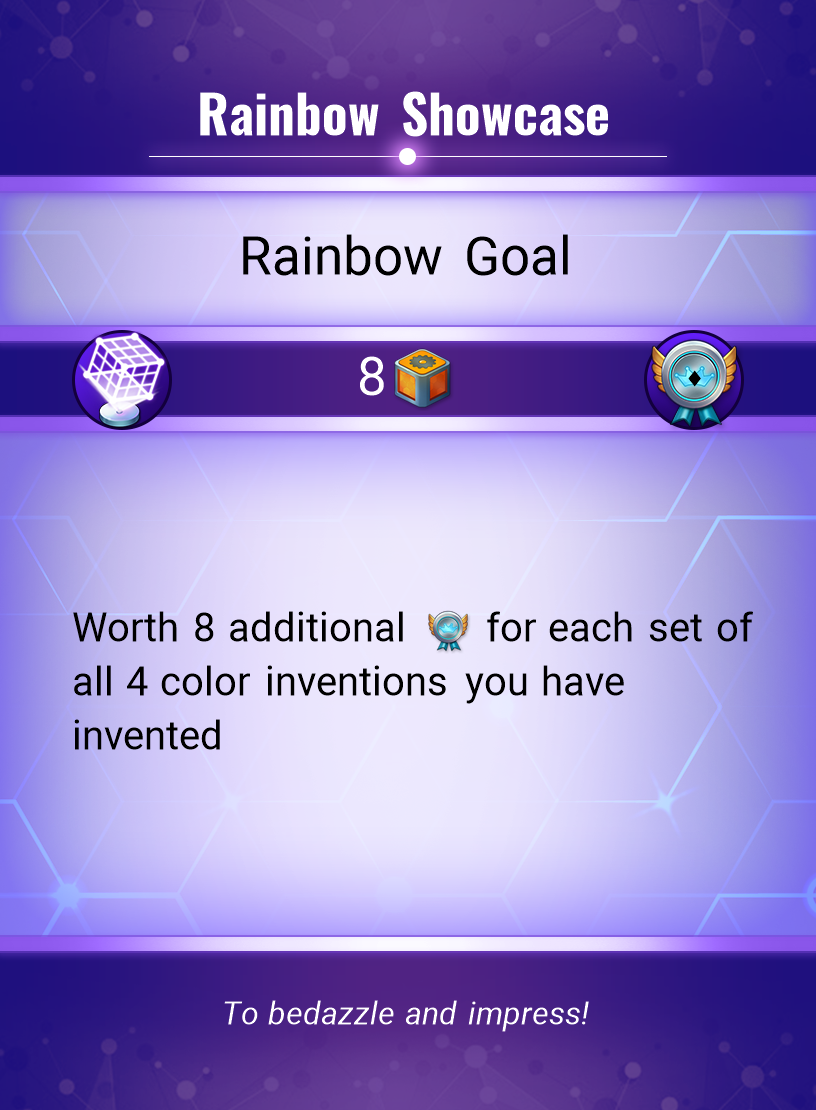 Rainbow Showcase
Rainbow Goal
8
Worth 8 additional for each set of
all 4 color inventions you have
invented
To bedazzle and impress!